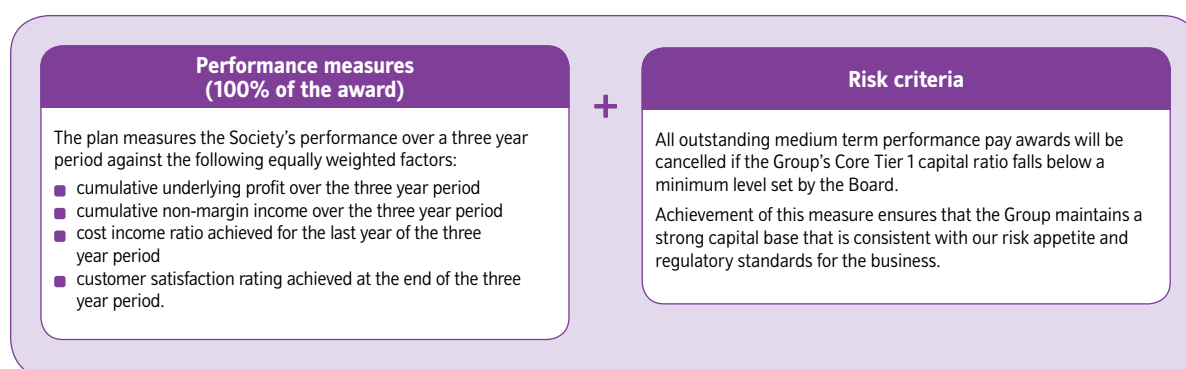 Performance measures
(100% of the award)
The plan measures the Society's performance over a three year
period against the following equally weighted factors:
cumulative underlying profit over the three year period
cumulative non-margin income over the three year period
cost income ratio achieved for the last year of the three
year period
customer satisfaction rating achieved at the end of the three
year period.
+
Risk criteria
All outstanding medium term performance pay awards will be
cancelled if the Group's Core Tier 1 capital ratio falls below a
minimum level set by the Board.
Achievement of this measure ensures that the Group maintains a
strong capital base that is consistent with our risk appetite and
regulatory standards for the business.